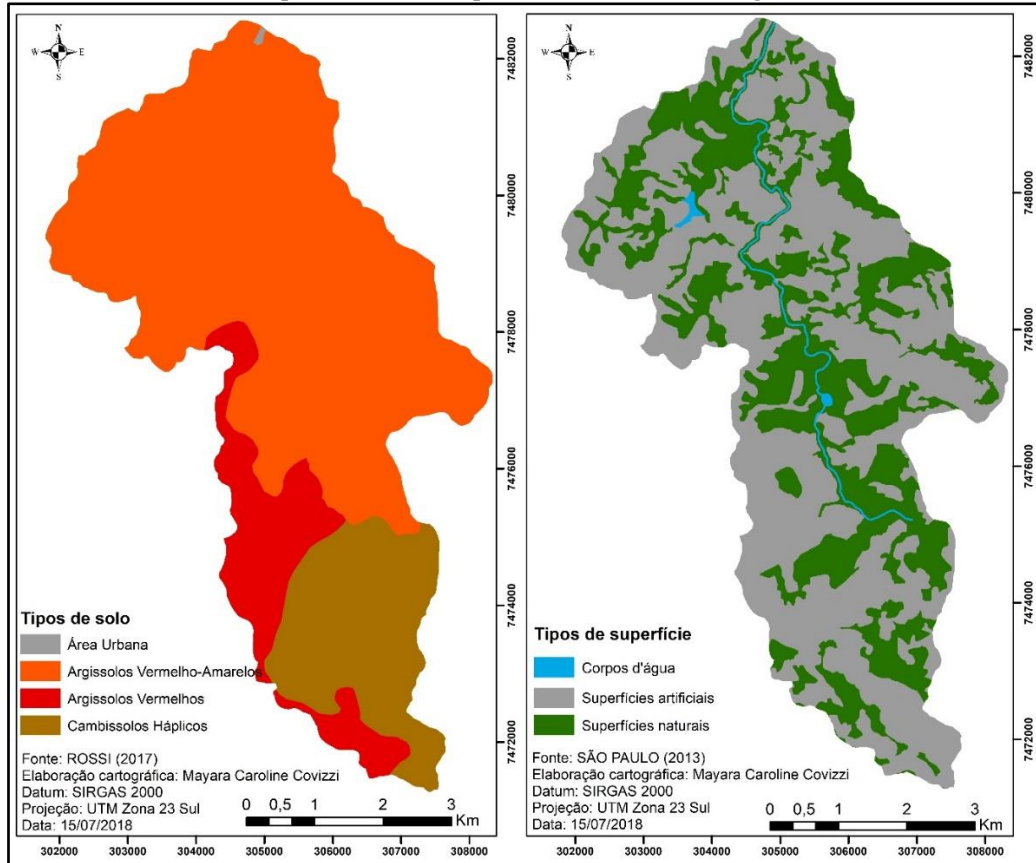 N
W E
S
7482000
7480000
7478000
7476000
7474000
7472000
Tipos de solo
Área Urbana
Argissolos Vermelho-Amarelos
Argissolos Vermelhos
Cambissolos Háplicos
Fonte: ROSSI (2017)
Elaboração cartográfica: Mayara Caroline Covizzi
Datum: SIRGAS 2000
Projeção: UTM Zona 23 Sul
Data: 15/07/2018
0 0,5 1 2 3
Km
302000 303000 304000 305000 306000 307000 308000
N
W E
S
7482000
7480000
7478000
7476000
7474000
7472000
Tipos de superfície
Corpos d'água
Superfícies artificiais
Superfícies naturais
Fonte: SÃO PAULO (2013)
Elaboração cartográfica: Mayara Caroline Covizzi
Datum: SIRGAS 2000
Projeção: UTM Zona 23 Sul
Data: 15/07/2018
0 0,5 1 2 3
Km
302000 303000 304000 305000 306000 307000 308000